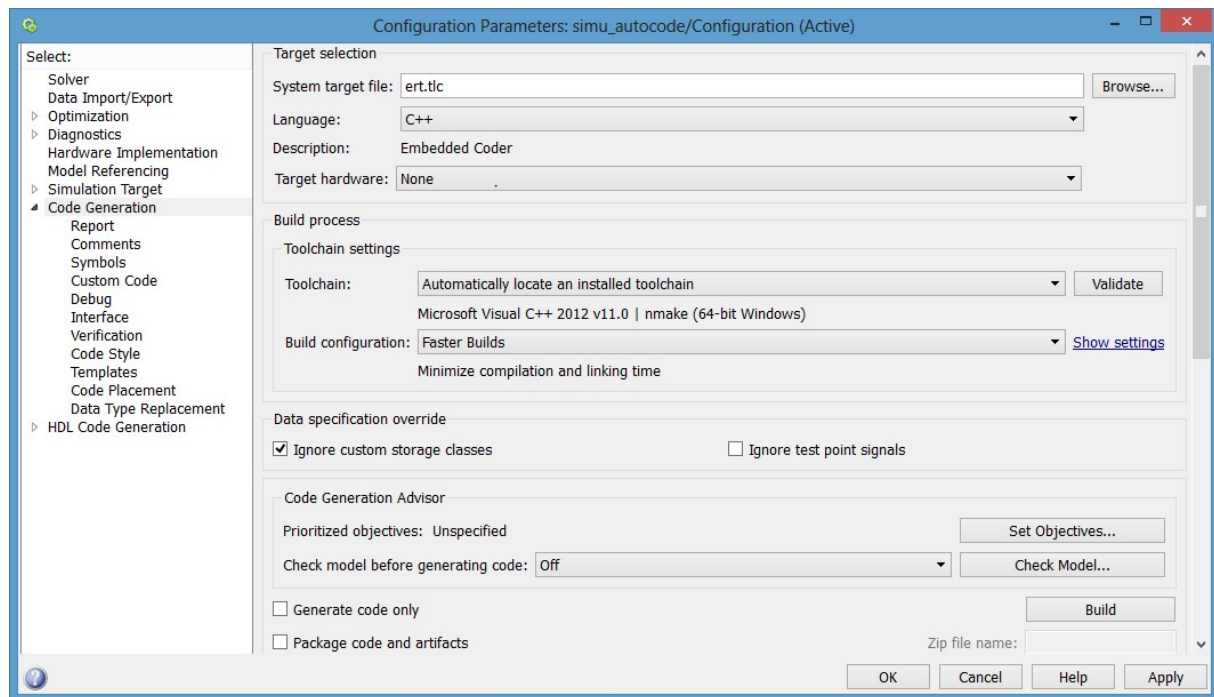 Configuration Parameters: simu_autocode/Configuration (Active)
Select:
Solver
Data Import/Export
Optimization
Diagnostics
Hardware Implementation
Model Referencing
Simulation Target
Code Generation
Report
Comments
Symbols
Custom Code
Debug
Interface
Verification
Code Style
Templates
Code Placement
Data Type Replacement
HDL Code Generation
Target selection
System target file: ert.tlc Browse...
Language: C++
Description: Embedded Coder
Target hardware: None
Build process
Toolchain settings
Toolchain: Automatically locate an installed toolchain Validate
Microsoft Visual C++ 2012 v11.0 | nmake (64-bit Windows)
Build configuration: Faster Builds Show settings
Minimize compilation and linking time
Data specification override
Ignore custom storage classes Ignore test point signals
Code Generation Advisor
Prioritized objectives: Unspecified Set Objectives...
Check model before generating code: Off Check Model...
Generate code only Build
Package code and artifacts Zip file name:
OK Cancel Help Apply